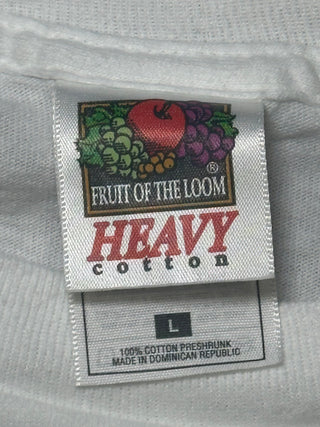 ®
FRUIT OF THE LOOM
HEAVY
cotton
L
100% COTTON PRESHRUNK
MADE IN DOMINICAN REPUBLIC